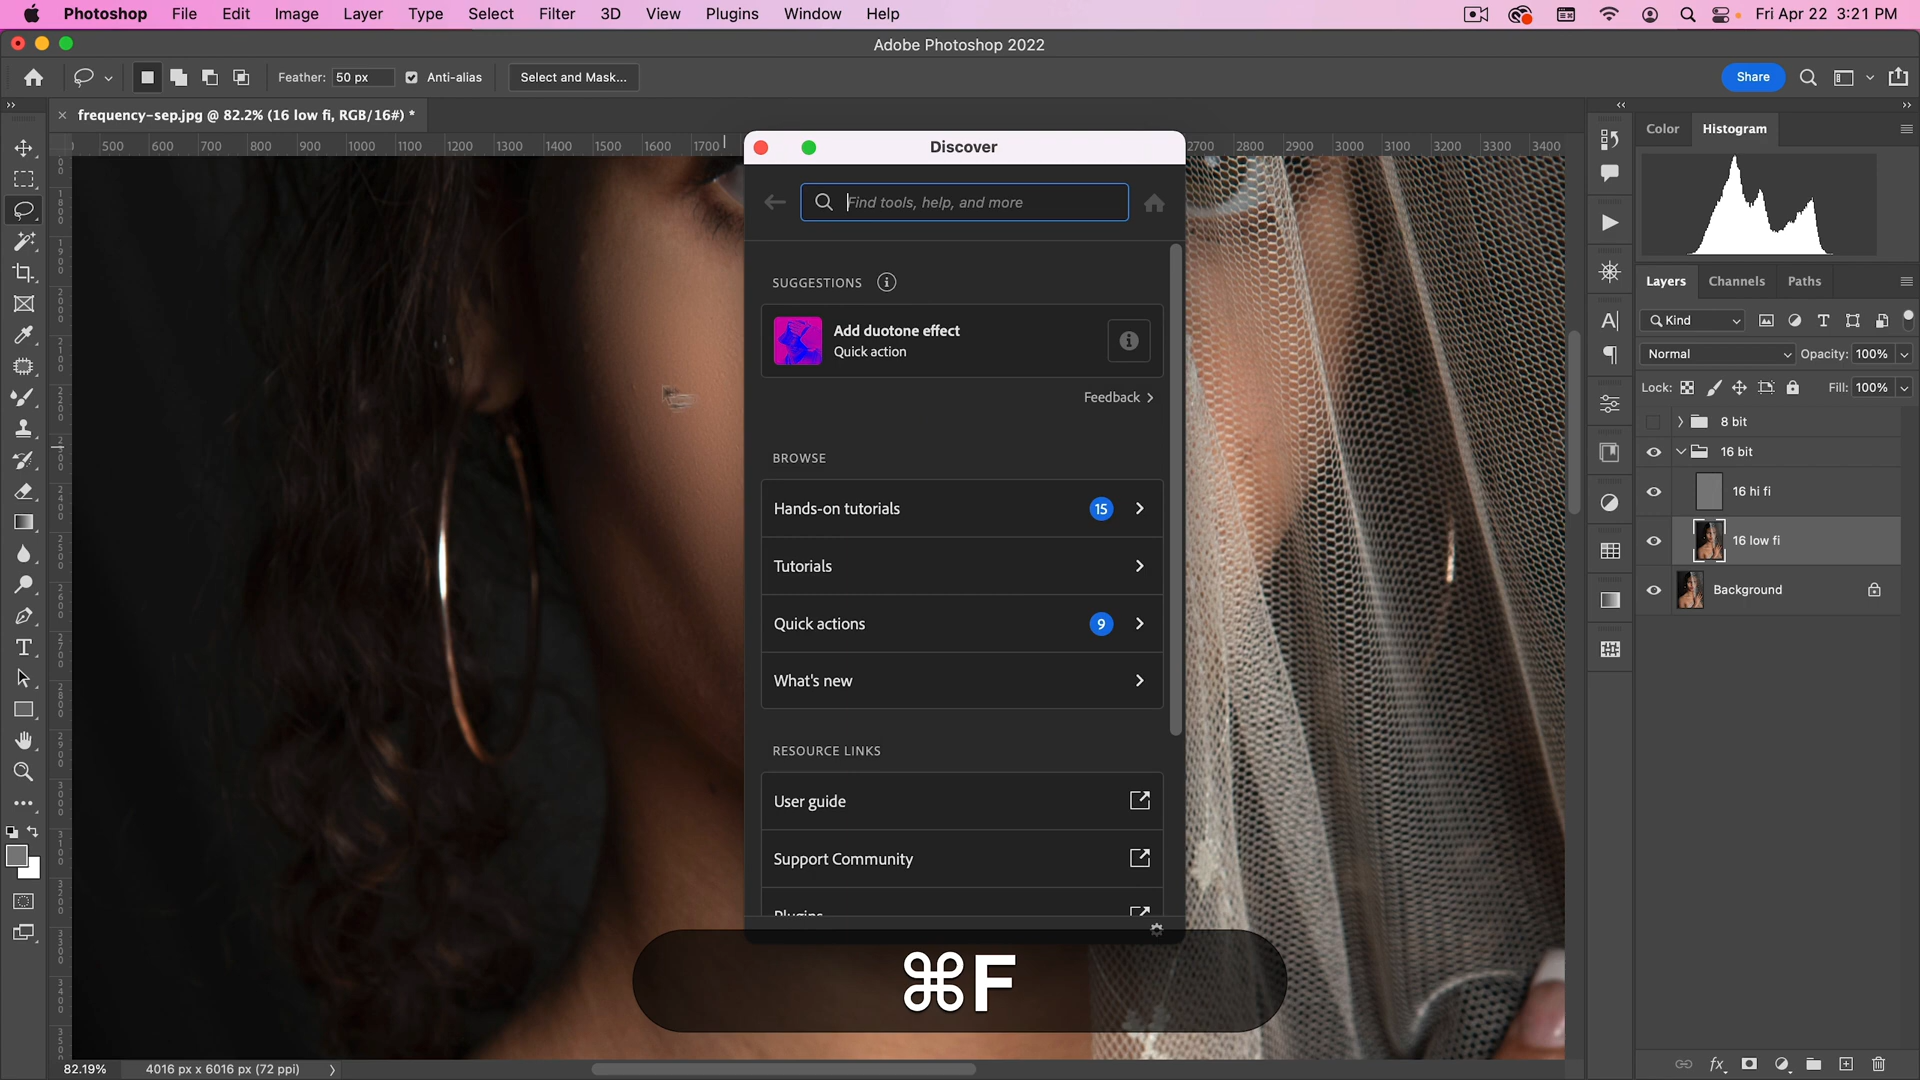 Photoshop File Edit Image Layer Type Select Filter 3D View Plugins Window Help Fri Apr 22 3:21 PM
Adobe Photoshop 2022
Feather: 50 px Anti-alias Select and Mask... Share
frequency-sep.jpg @ 82.2% (16 low fi, RGB/16#) *
500 600 700 800 900 1000 1100 1200 1300 1400 1500 1600 1700 2700 2800 2900 3000 3100 3200 3300 3400
Discover
Find tools, help, and more
SUGGESTIONS
Add duotone effect
Quick action
Feedback
BROWSE
Hands-on tutorials 15
Tutorials
Quick actions 9
What's new
RESOURCE LINKS
User guide
Support Community
Plugins
⌘F
Color Histogram
Layers Channels Paths
Kind
Normal Opacity: 100%
Lock: Fill: 100%
8 bit
16 bit
16 hi fi
16 low fi
Background
fx
82.19% 4016 px x 6016 px (72 ppi)